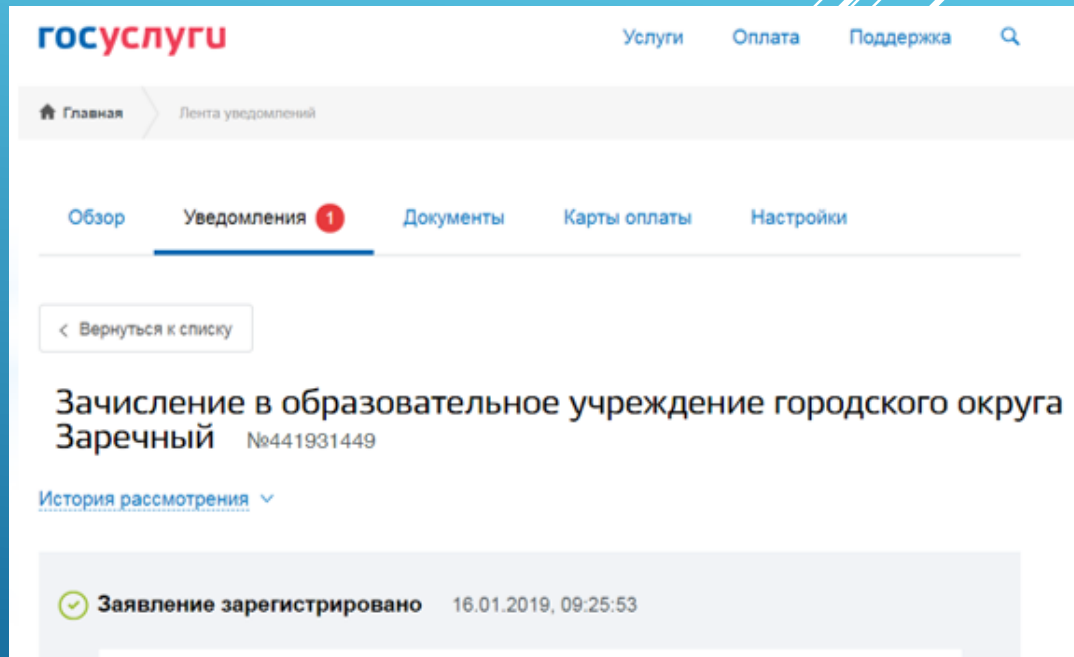 госуслуги
Услуги Оплата Поддержка
Главная Лента уведомлений
Обзор Уведомления 1 Документы Карты оплаты Настройки
< Вернуться к списку
Зачисление в образовательное учреждение городского округа
Заречный №441931449
История рассмотрения
Заявление зарегистрировано 16.01.2019, 09:25:53